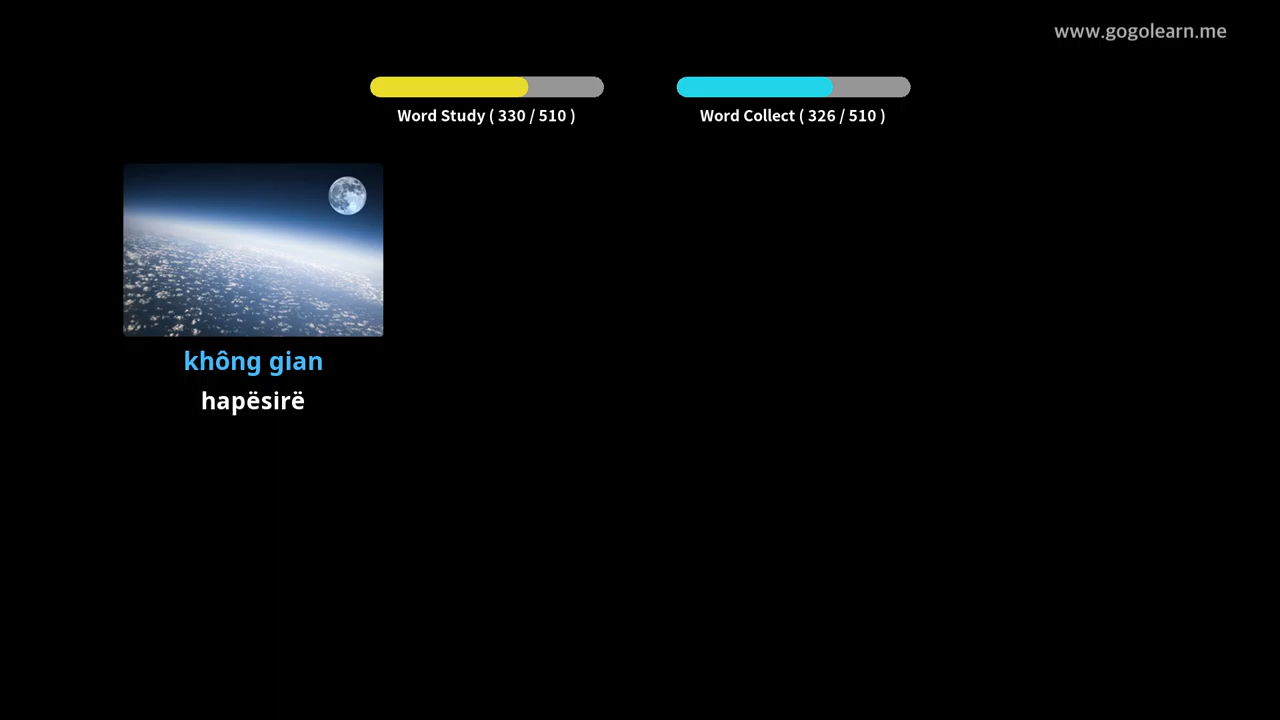 www.gogolearn.me
Word Study ( 330 / 510 )
Word Collect ( 326 / 510 )
không gian
hapësirë